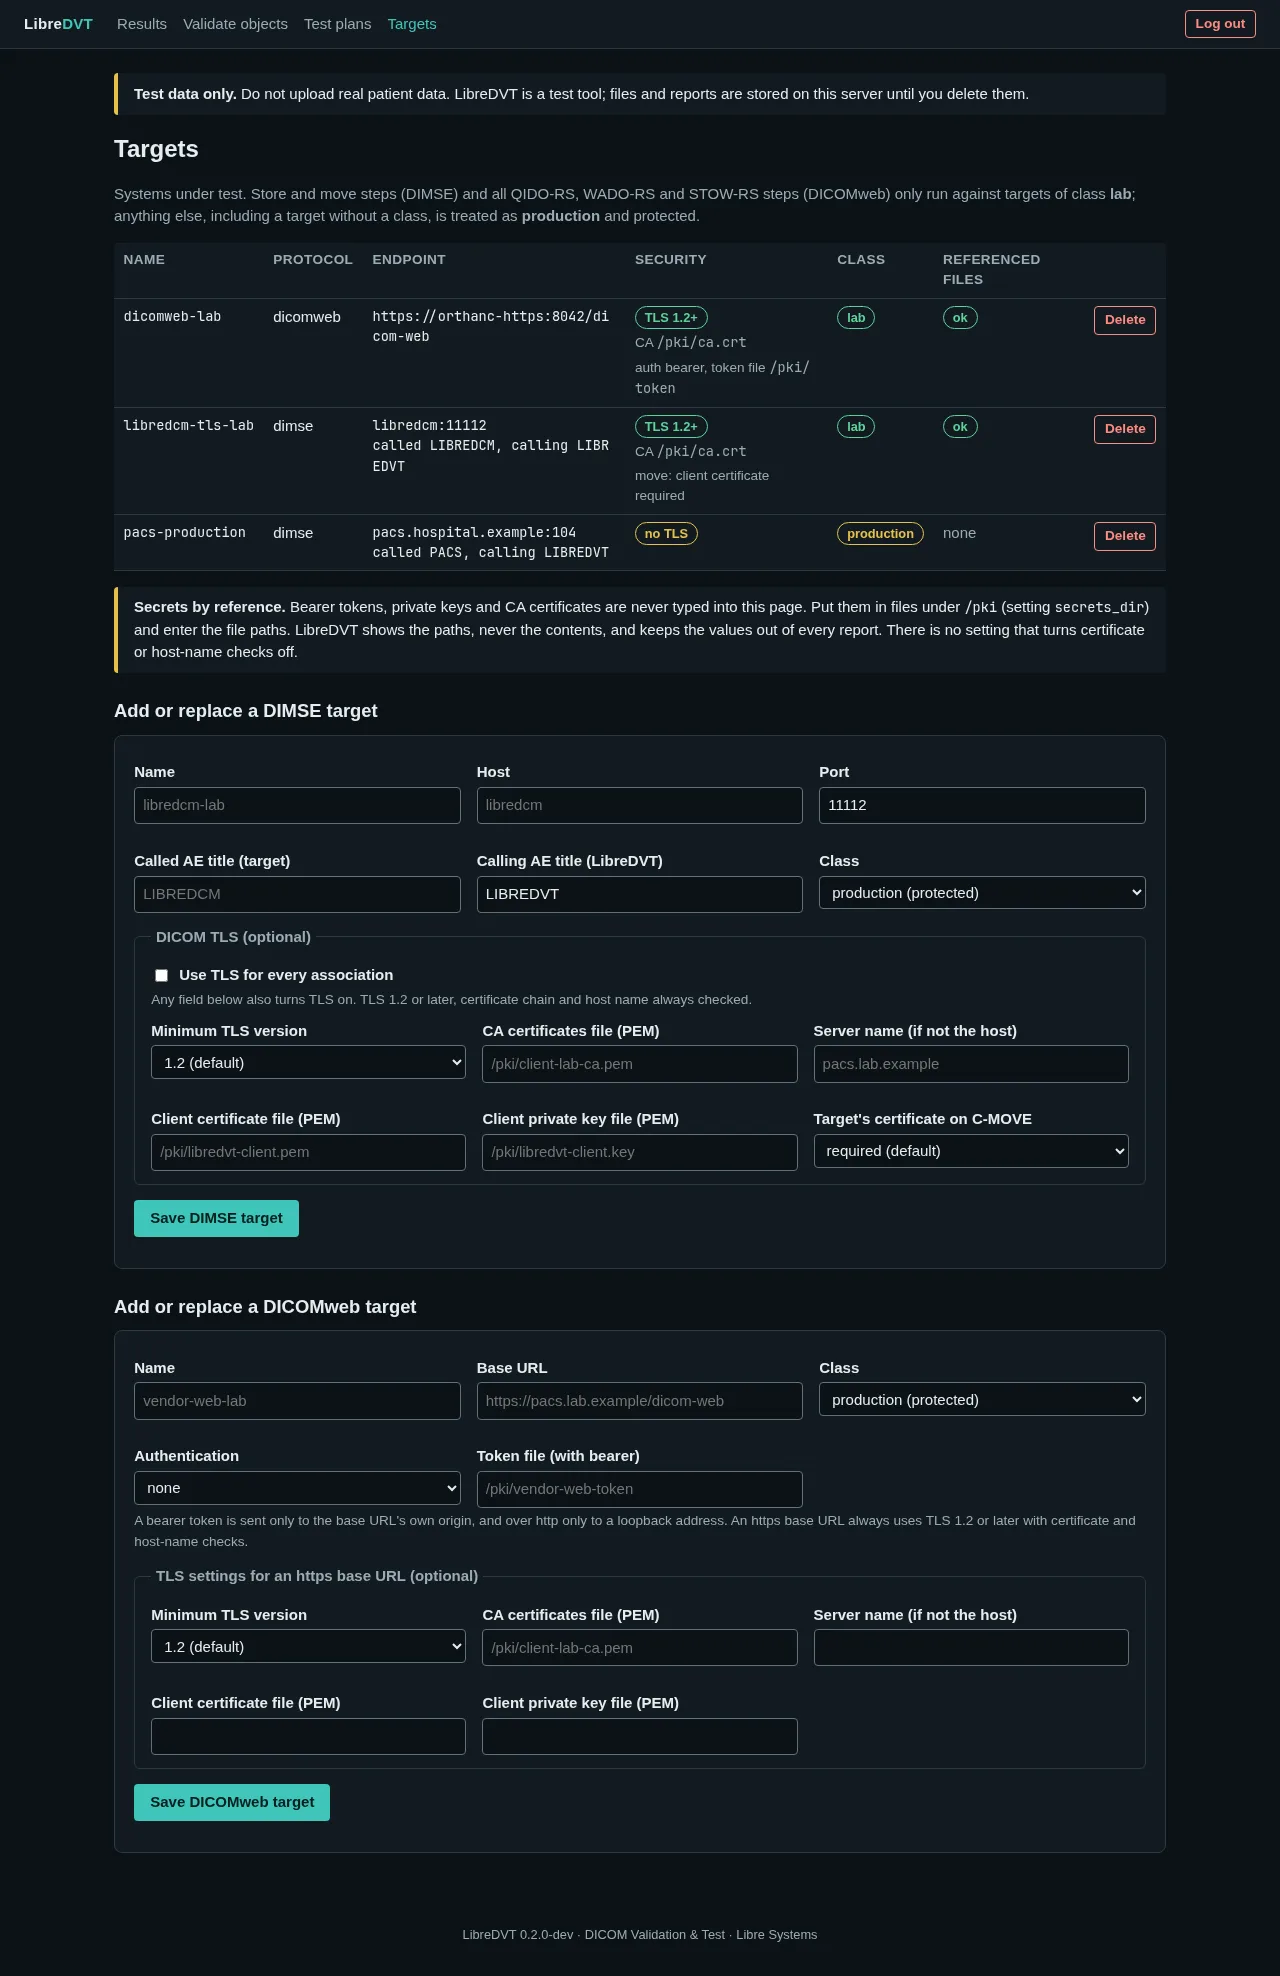 LibreDVT Results Validate objects Test plans Targets Log out
Test data only. Do not upload real patient data. LibreDVT is a test tool; files and reports are stored on this server until you delete them.
Targets
Systems under test. Store and move steps (DIMSE) and all QIDO-RS, WADO-RS and STOW-RS steps (DICOMweb) only run against targets of class lab;
anything else, including a target without a class, is treated as production and protected.
NAME PROTOCOL ENDPOINT SECURITY CLASS REFERENCED
FILES
dicomweb-lab dicomweb https://orthanc-https:8042/di TLS 1.2+ lab ok Delete
com-web
CA /pki/ca.crt
auth bearer, token file /pki/
token
libredcm-tls-lab dimse libredcm:11112 TLS 1.2+ lab ok Delete
called LIBREDCM, calling LIBR
CA /pki/ca.crt
EDVT
move: client certificate
required
pacs-production dimse pacs.hospital.example:104 no TLS production none Delete
called PACS, calling LIBREDVT
Secrets by reference. Bearer tokens, private keys and CA certificates are never typed into this page. Put them in files under /pki (setting secrets_dir)
and enter the file paths. LibreDVT shows the paths, never the contents, and keeps the values out of every report. There is no setting that turns certificate
or host-name checks off.
Add or replace a DIMSE target
Name Host Port
libredcm-lab libredcm 11112
Called AE title (target) Calling AE title (LibreDVT) Class
LIBREDCM LIBREDVT production (protected)
DICOM TLS (optional)
Use TLS for every association
Any field below also turns TLS on. TLS 1.2 or later, certificate chain and host name always checked.
Minimum TLS version CA certificates file (PEM) Server name (if not the host)
1.2 (default) /pki/client-lab-ca.pem pacs.lab.example
Client certificate file (PEM) Client private key file (PEM) Target's certificate on C-MOVE
/pki/libredvt-client.pem /pki/libredvt-client.key required (default)
Save DIMSE target
Add or replace a DICOMweb target
Name Base URL Class
vendor-web-lab https://pacs.lab.example/dicom-web production (protected)
Authentication Token file (with bearer)
none /pki/vendor-web-token
A bearer token is sent only to the base URL's own origin, and over http only to a loopback address. An https base URL always uses TLS 1.2 or later with certificate and
host-name checks.
TLS settings for an https base URL (optional)
Minimum TLS version CA certificates file (PEM) Server name (if not the host)
1.2 (default) /pki/client-lab-ca.pem
Client certificate file (PEM) Client private key file (PEM)
Save DICOMweb target
LibreDVT 0.2.0-dev · DICOM Validation & Test · Libre Systems